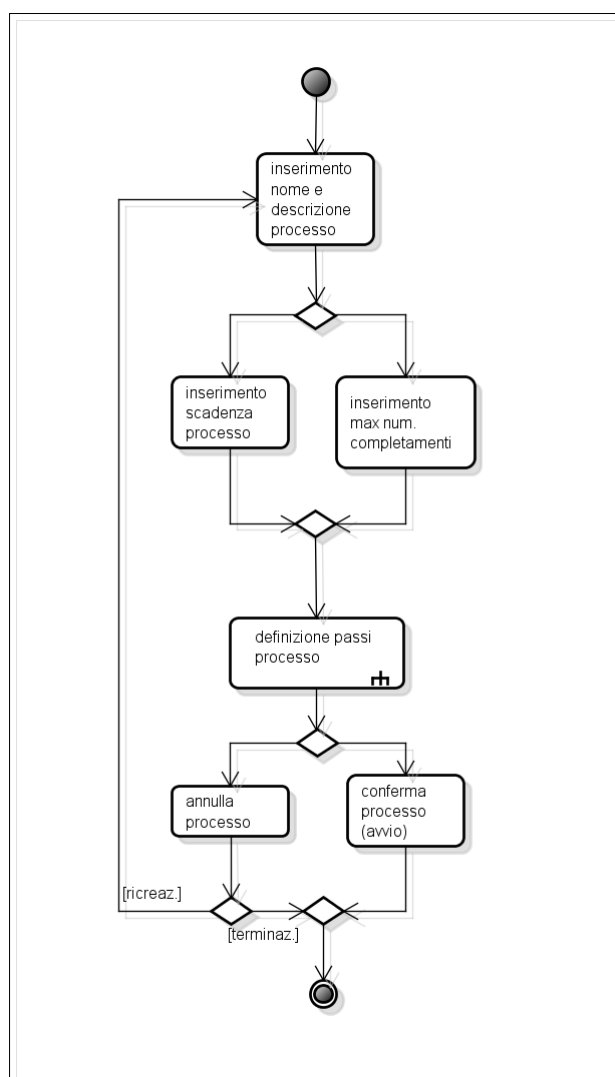 inserimento
nome e
descrizione
processo
inserimento
scadenza
processo
inserimento
max num.
completamenti
definizione passi
processo
annulla
processo
conferma
processo
(avvio)
[ricreaz.]
[terminaz.]